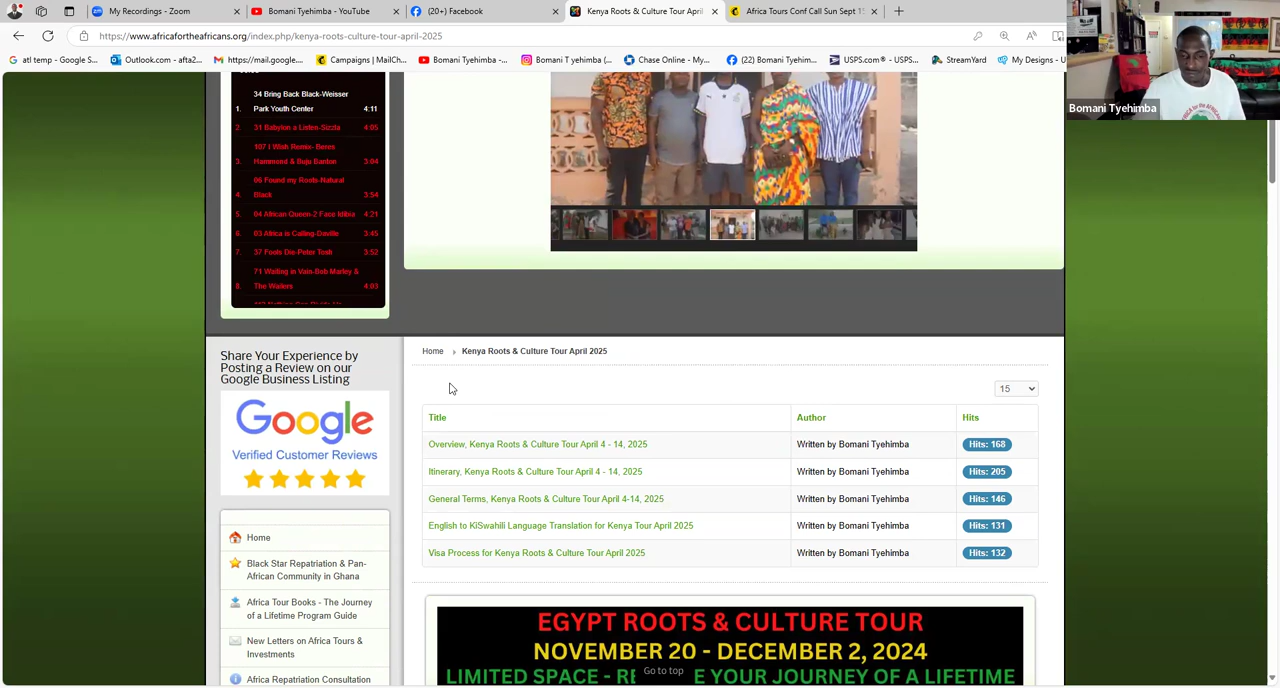 My Recordings - Zoom
Bomani Tyehimba - YouTube
(20+) Facebook
Kenya Roots & Culture Tour April
Africa Tours Conf Call Sun Sept 1
https://www.africafortheafricans.org/index.php/kenya-roots-culture-tour-april-2025
atl temp - Google S...
Outlook.com - afta2...
https://mail.google....
Campaigns | MailCh...
Bomani Tyehimba -...
Bomani T yehimba (...
Chase Online - My...
(22) Bomani Tyehim...
USPS.com® - USPS...
StreamYard
My Designs -
Bomani Tyehimba
34 Bring Back Black-Weisser
1. Park Youth Center 4:11
2. 31 Babylon a Listen-Sizzla 4:05
107 I Wish Remix- Beres
3. Hammond & Buju Banton 3:04
06 Found my Roots-Natural
4. Black 3:54
5. 04 African Queen-2 Face Idibia 4:21
6. 03 Africa is Calling-Daville 3:45
7. 37 Fools Die-Peter Tosh 3:52
71 Waiting in Vain-Bob Marley &
8. The Wailers 4:03
Home
Kenya Roots & Culture Tour April 2025
15
Share Your Experience by
Posting a Review on our
Google Business Listing
Google
Verified Customer Reviews
Title Author Hits
Overview, Kenya Roots & Culture Tour April 4 - 14, 2025 Written by Bomani Tyehimba Hits: 168
Itinerary, Kenya Roots & Culture Tour April 4 - 14, 2025 Written by Bomani Tyehimba Hits: 205
General Terms, Kenya Roots & Culture Tour April 4-14, 2025 Written by Bomani Tyehimba Hits: 146
English to KiSwahili Language Translation for Kenya Tour April 2025 Written by Bomani Tyehimba Hits: 131
Visa Process for Kenya Roots & Culture Tour April 2025 Written by Bomani Tyehimba Hits: 132
Home
Black Star Repatriation & Pan-
African Community in Ghana
Africa Tour Books - The Journey
of a Lifetime Program Guide
New Letters on Africa Tours &
Investments
Africa Repatriation Consultation
EGYPT ROOTS & CULTURE TOUR
NOVEMBER 20 - DECEMBER 2, 2024
LIMITED SPACE - RE E YOUR JOURNEY OF A LIFETIME
Go to top